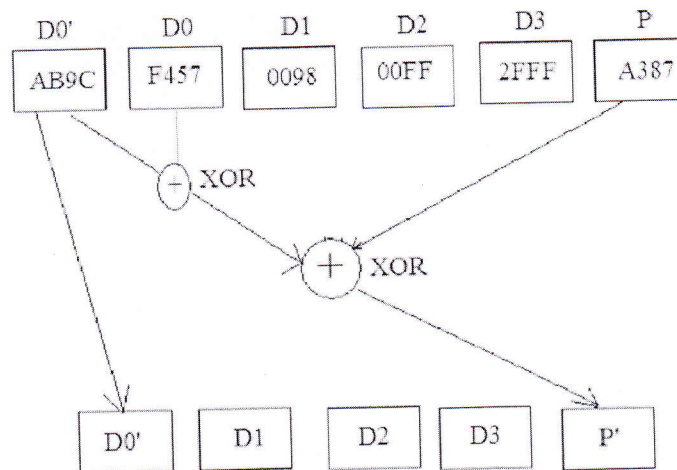 D0' D0 D1 D2 D3 P
AB9C F457 0098 00FF 2FFF A387
+ XOR
+ XOR
D0' D1 D2 D3 P'